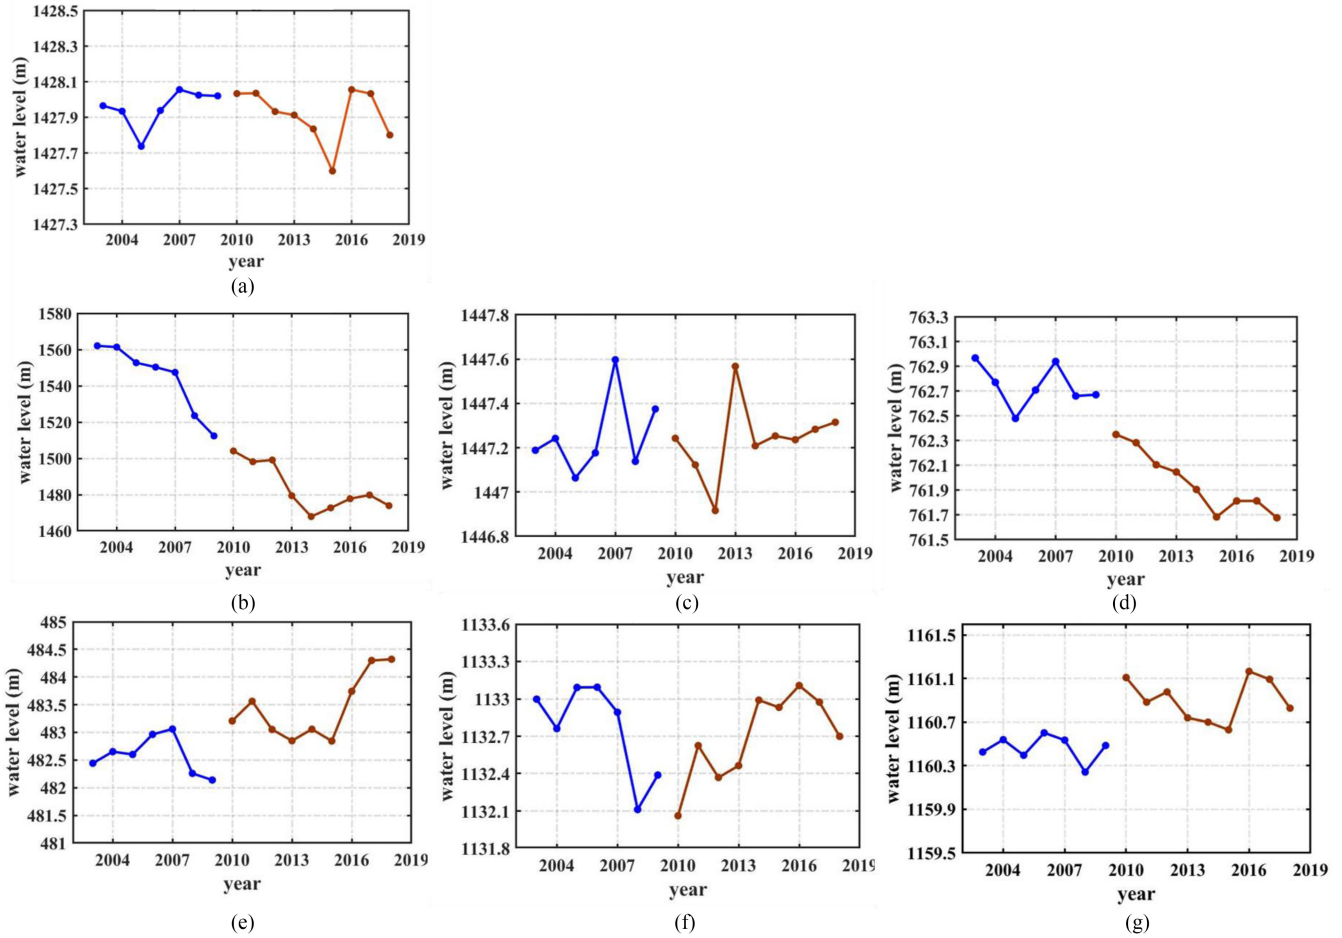 1428.5
1428.3
1428.1
1427.9
1427.7
1427.5
1427.3
water level (m)
2004 2007 2010 2013 2016 2019
year
(a)
1580
1560
1540
1520
1500
1480
1460
water level (m)
2004 2007 2010 2013 2016 2019
year
(b)
1447.8
1447.6
1447.4
1447.2
1447
1446.8
water level (m)
2004 2007 2010 2013 2016 2019
year
(c)
763.3
763.1
762.9
762.7
762.5
762.3
762.1
761.9
761.7
761.5
water level (m)
2004 2007 2010 2013 2016 2019
year
(d)
485
484.5
484
483.5
483
482.5
482
481.5
481
water level (m)
2004 2007 2010 2013 2016 2019
year
(e)
1133.6
1133.3
1133
1132.7
1132.4
1132.1
1131.8
water level (m)
2004 2007 2010 2013 2016 2019
year
(f)
1161.5
1161.1
1160.7
1160.3
1159.9
1159.5
water level (m)
2004 2007 2010 2013 2016 2019
year
(g)